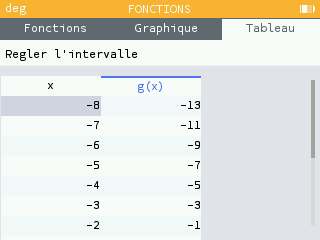 deg FONCTIONS
Fonctions Graphique Tableau
Regler l'intervalle
x g(x)
-8 -13
-7 -11
-6 -9
-5 -7
-4 -5
-3 -3
-2 -1